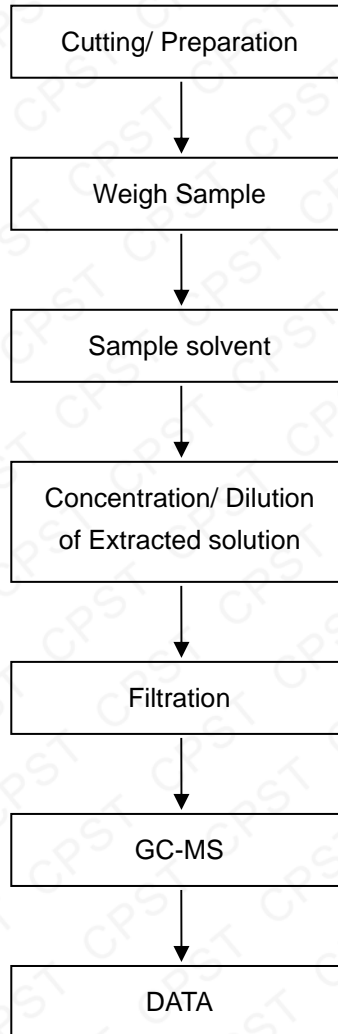 Cutting/ Preparation
Weigh Sample
Sample solvent
Concentration/ Dilution
of Extracted solution
Filtration
GC-MS
DATA